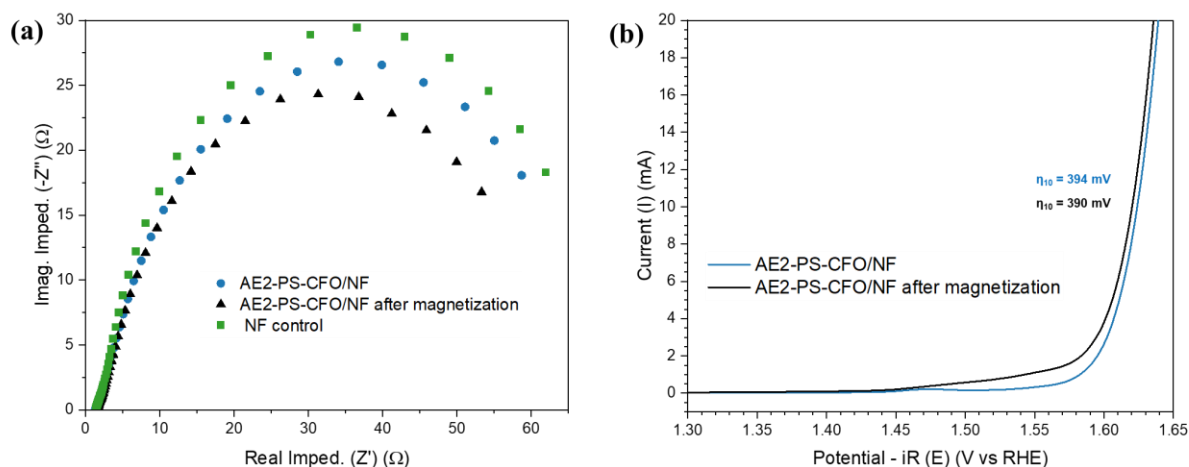 (a)
30
25
20
15
10
5
0
Imag. Imped. (-Z'') (Ω)
AE2-PS-CFO/NF
AE2-PS-CFO/NF after magnetization
NF control
0 10 20 30 40 50 60
Real Imped. (Z') (Ω)
(b)
20
18
16
14
12
10
8
6
4
2
0
Current (I) (mA)
η10 = 394 mV
η10 = 390 mV
AE2-PS-CFO/NF
AE2-PS-CFO/NF after magnetization
1.30 1.35 1.40 1.45 1.50 1.55 1.60 1.65
Potential - iR (E) (V vs RHE)